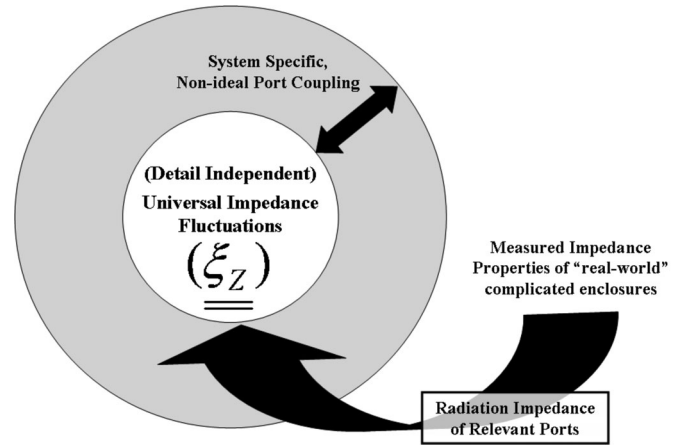 System Specific,
Non-ideal Port Coupling
(Detail Independent)
Universal Impedance
Fluctuations
(ξ_Z)
Measured Impedance
Properties of “real-world”
complicated enclosures
Radiation Impedance
of Relevant Ports